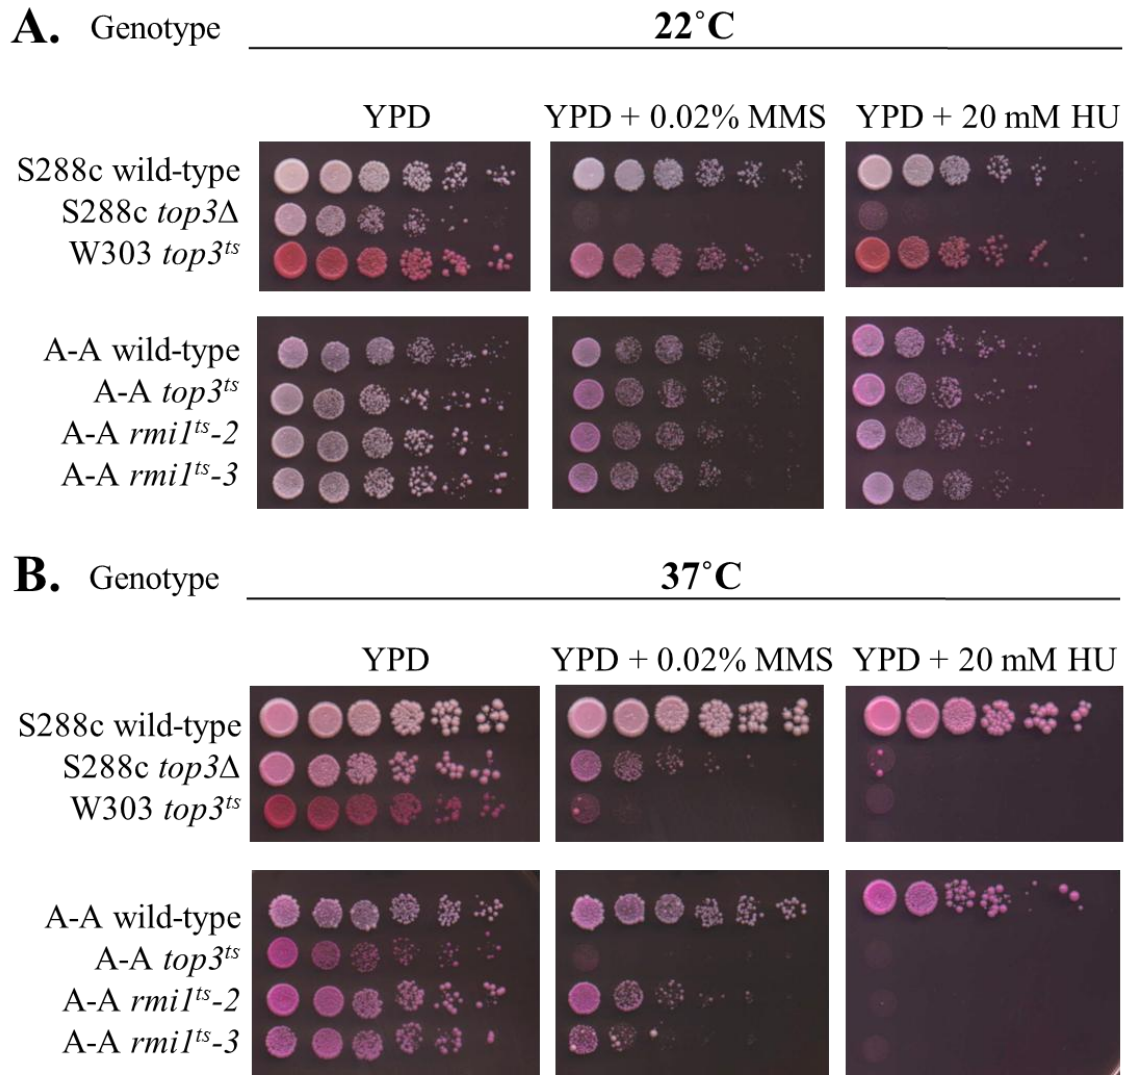 A. Genotype 22˚C
YPD YPD + 0.02% MMS YPD + 20 mM HU
S288c wild-type
S288c top3Δ
W303 top3ts
A-A wild-type
A-A top3ts
A-A rmi1ts-2
A-A rmi1ts-3
B. Genotype 37˚C
YPD YPD + 0.02% MMS YPD + 20 mM HU
S288c wild-type
S288c top3Δ
W303 top3ts
A-A wild-type
A-A top3ts
A-A rmi1ts-2
A-A rmi1ts-3